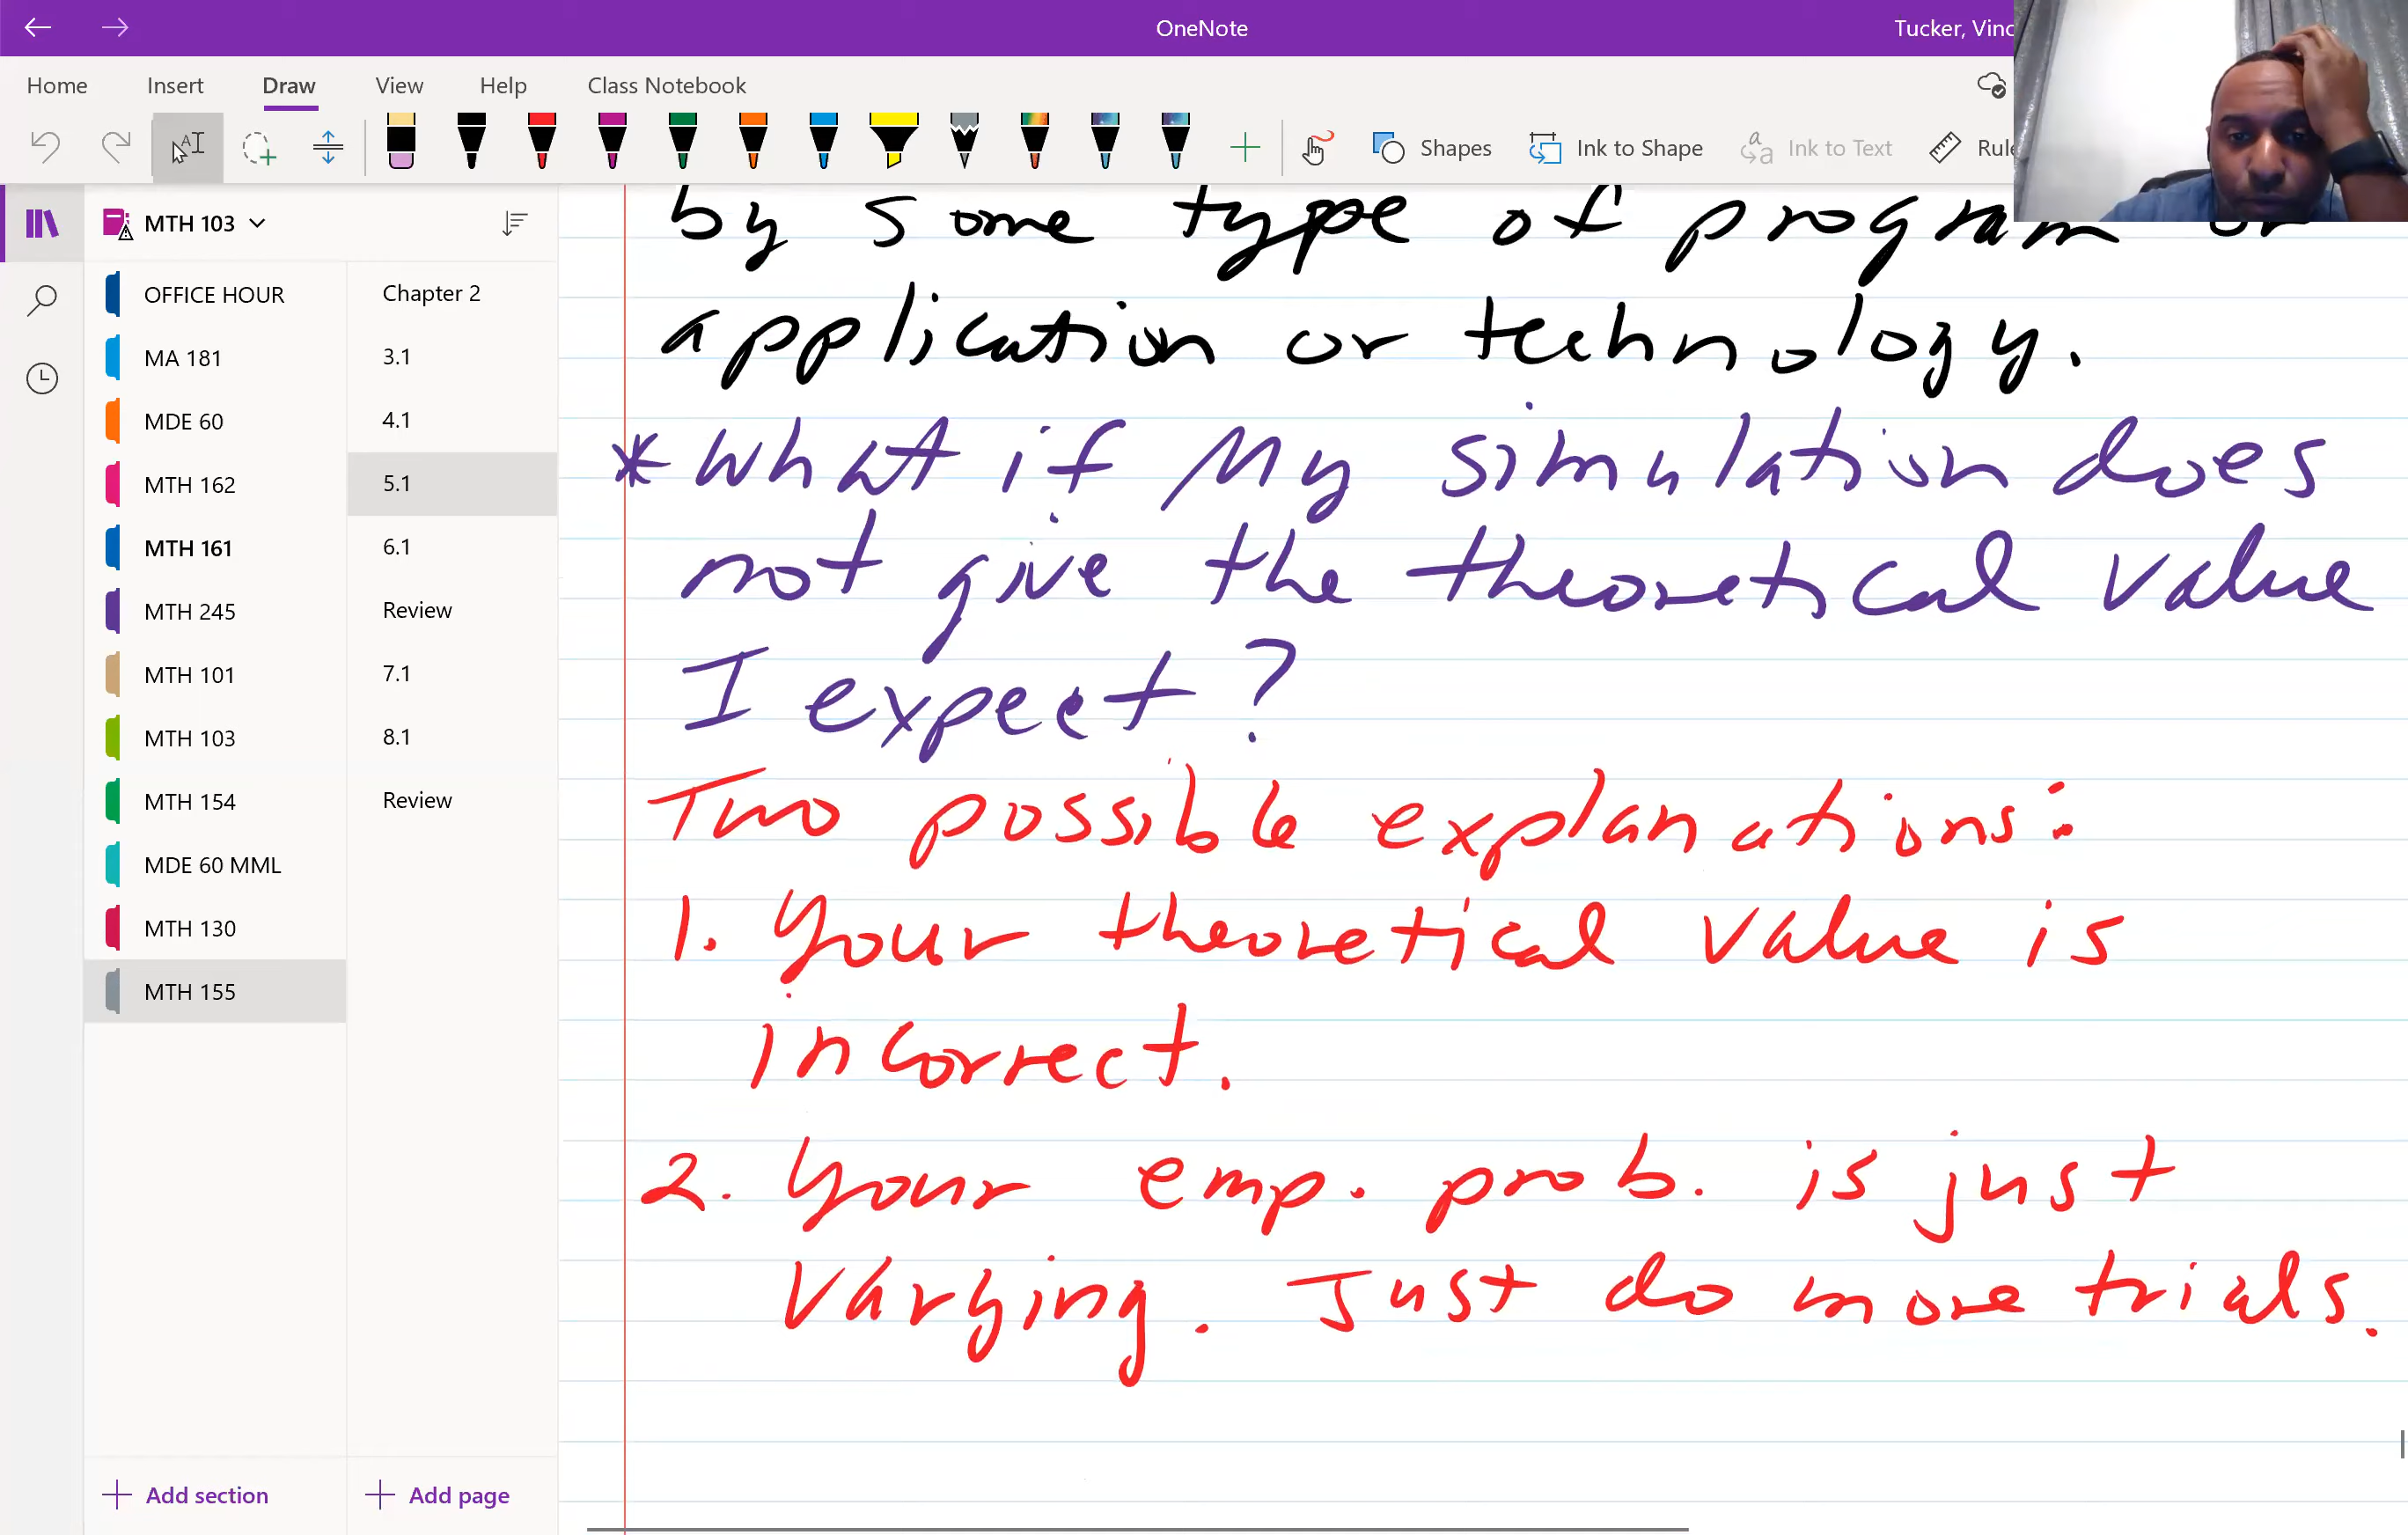 OneNote
Tucker, Vinc
Home Insert Draw View Help Class Notebook
Shapes Ink to Shape Ink to Text Rule
MTH 103
OFFICE HOUR
MA 181
MDE 60
MTH 162
MTH 161
MTH 245
MTH 101
MTH 103
MTH 154
MDE 60 MML
MTH 130
MTH 155
Add section
Chapter 2
3.1
4.1
5.1
6.1
Review
7.1
8.1
Review
Add page
by some type of program or
application or technology.
* What if My simulation does
not give the theoretical value
I expect?
Two possible explanations:
1. Your theoretical value is
incorrect.
2. Your emp. prob. is just
varying. Just do more trials.